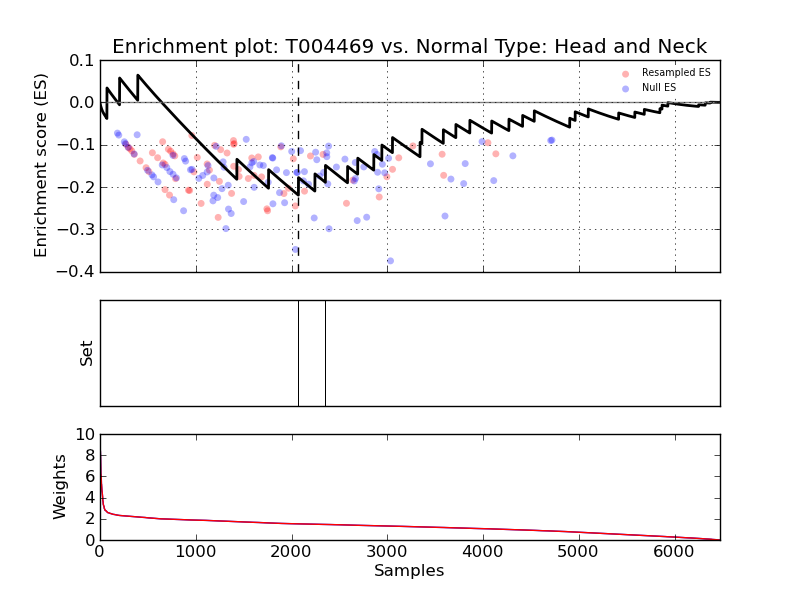 Enrichment plot: T004469 vs. Normal Type: Head and Neck
Enrichment score (ES)
0.1
0.0
−0.1
−0.2
−0.3
−0.4
Resampled ES
Null ES
Set
Weights
10
8
6
4
2
0
0 1000 2000 3000 4000 5000 6000
Samples